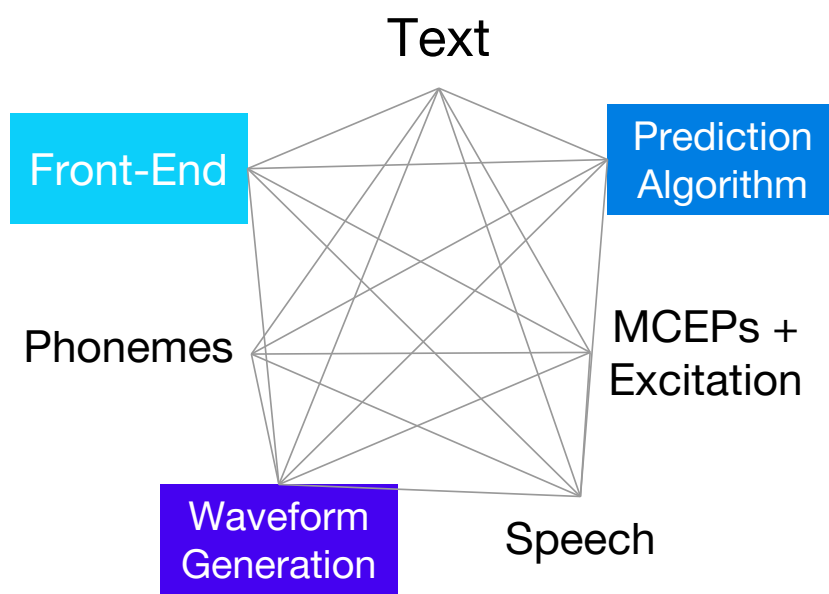 Text
Front-End
Prediction
Algorithm
Phonemes
MCEPs +
Excitation
Waveform
Generation
Speech